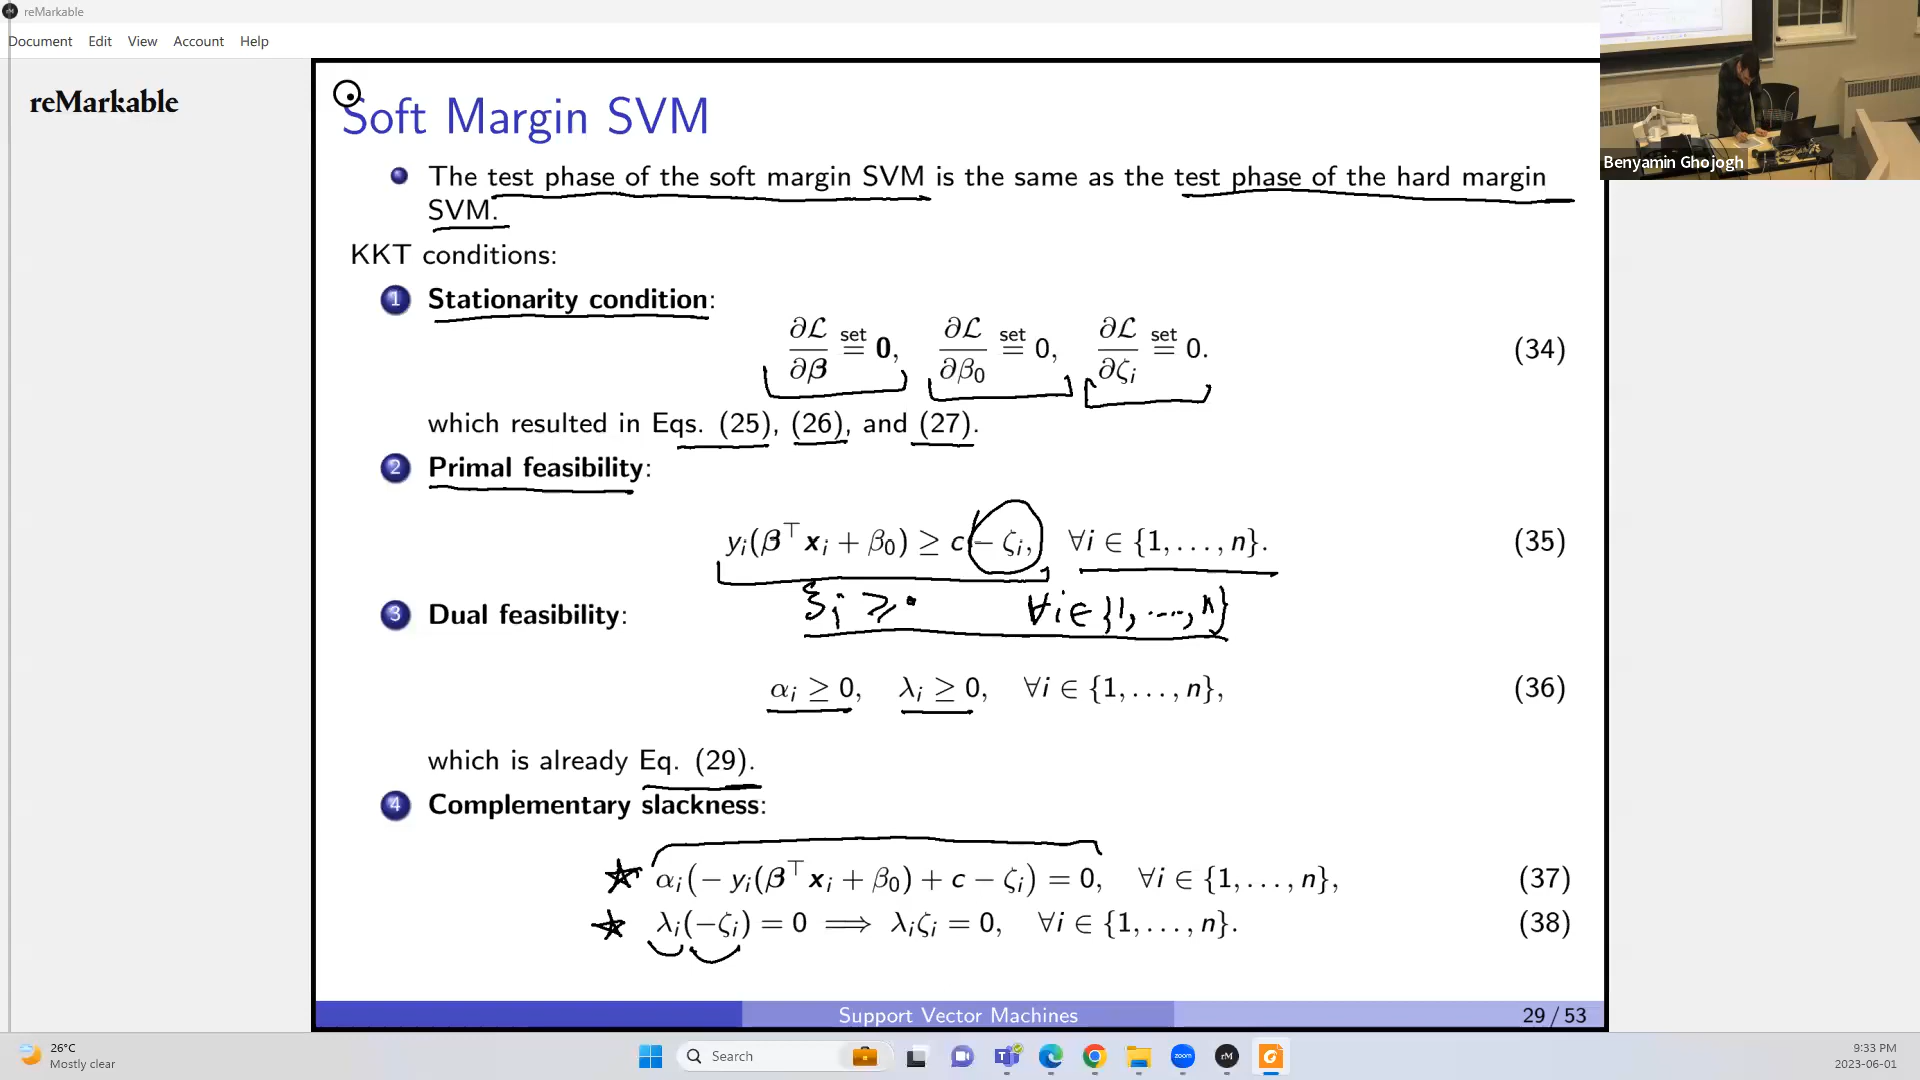 reMarkable
Document Edit View Account Help
reMarkable
Benyamin Ghojogh
Soft Margin SVM
The test phase of the soft margin SVM is the same as the test phase of the hard margin
SVM.
KKT conditions:
1 Stationarity condition:
∂ℒ/∂β set= 0, ∂ℒ/∂β₀ set= 0, ∂ℒ/∂ζᵢ set= 0. (34)
which resulted in Eqs. (25), (26), and (27).
2 Primal feasibility:
yᵢ(β⊤xᵢ + β₀) ≥ c − ζᵢ, ∀i ∈ {1, . . . , n}. (35)
ξᵢ ≥ 0 ∀i ∈ {1, ..., n}
3 Dual feasibility:
αᵢ ≥ 0, λᵢ ≥ 0, ∀i ∈ {1, . . . , n}, (36)
which is already Eq. (29).
4 Complementary slackness:
αᵢ(− yᵢ(β⊤xᵢ + β₀) + c − ζᵢ) = 0, ∀i ∈ {1, . . . , n}, (37)
λᵢ(−ζᵢ) = 0 ⟹ λᵢζᵢ = 0, ∀i ∈ {1, . . . , n}. (38)
Support Vector Machines 29 / 53
26°C
Mostly clear
Search
zoom
rM
9:33 PM
2023-06-01